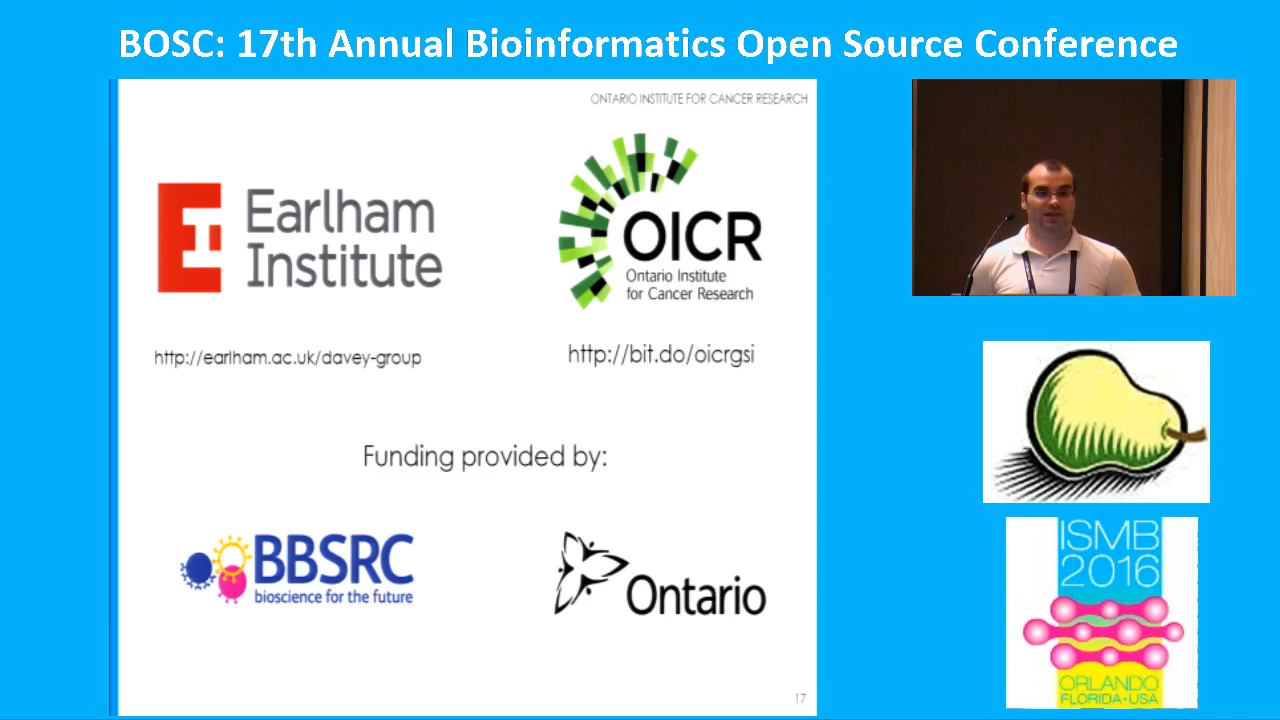 BOSC: 17th Annual Bioinformatics Open Source Conference
ONTARIO INSTITUTE FOR CANCER RESEARCH
Earlham
Institute
OICR
Ontario Institute
for Cancer Research
http://earlham.ac.uk/davey-group
http://bit.do/oicrgsi
Funding provided by:
BBSRC
bioscience for the future
Ontario
17
ISMB
2016
ORLANDO
FLORIDA•USA